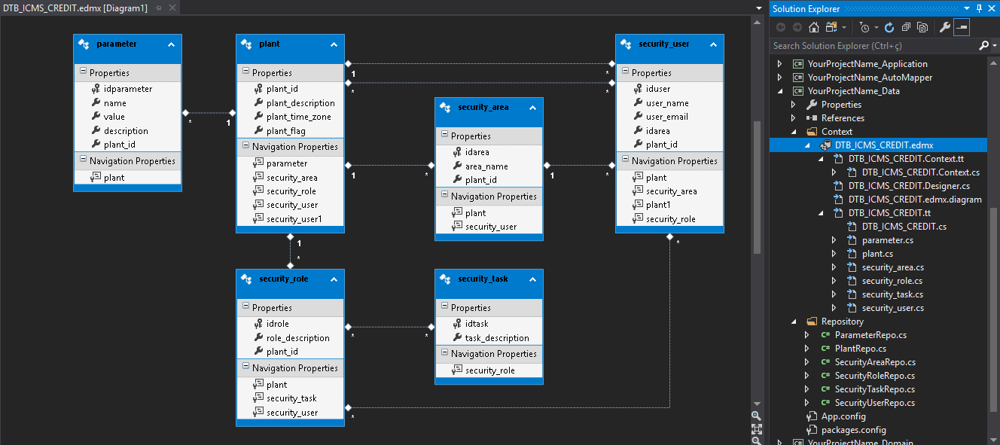 DTB_ICMS_CREDIT.edmx [Diagram1]
parameter
Properties
idparameter
name
value
description
plant_id
Navigation Properties
plant
*
1
plant
Properties
plant_id
plant_description
plant_time_zone
plant_flag
Navigation Properties
parameter
security_area
security_role
security_user
security_user1
1
*
*
*
1
*
security_area
Properties
idarea
area_name
plant_id
Navigation Properties
plant
security_user
1
*
security_user
Properties
iduser
user_name
user_email
idarea
plant_id
Navigation Properties
plant
security_area
plant1
security_role
*
1
*
security_role
Properties
idrole
role_description
plant_id
Navigation Properties
plant
security_task
security_user
*
*
*
security_task
Properties
idtask
task_description
Navigation Properties
security_role
Solution Explorer
Search Solution Explorer (Ctrl+ç)
YourProjectName_Application
YourProjectName_AutoMapper
YourProjectName_Data
Properties
References
Context
DTB_ICMS_CREDIT.edmx
DTB_ICMS_CREDIT.Context.tt
DTB_ICMS_CREDIT.Context.cs
DTB_ICMS_CREDIT.Designer.cs
DTB_ICMS_CREDIT.edmx.diagram
DTB_ICMS_CREDIT.tt
DTB_ICMS_CREDIT.cs
parameter.cs
plant.cs
security_area.cs
security_role.cs
security_task.cs
security_user.cs
Repository
C# ParameterRepo.cs
C# PlantRepo.cs
C# SecurityAreaRepo.cs
C# SecurityRoleRepo.cs
C# SecurityTaskRepo.cs
C# SecurityUserRepo.cs
App.config
packages.config
YourProjectName_Domain